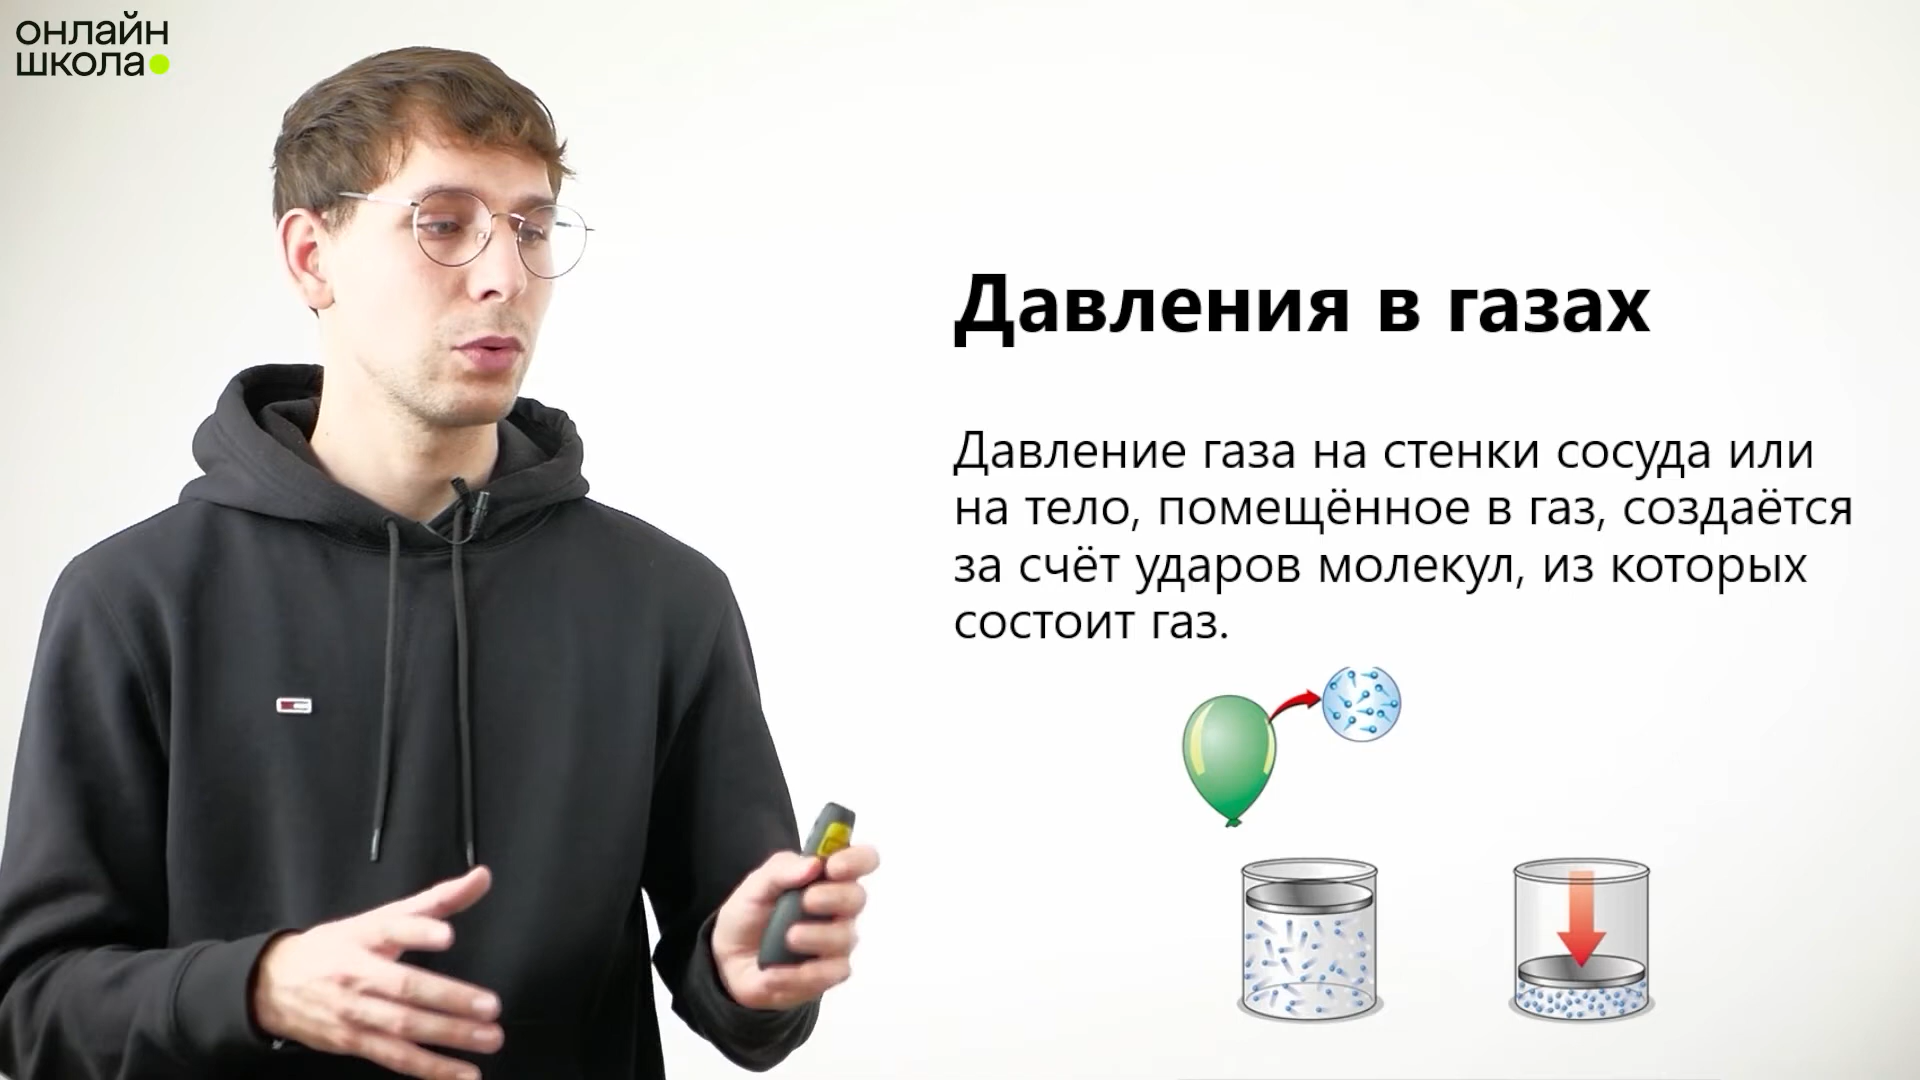 онлайн
школа
Давления в газах
Давление газа на стенки сосуда или
на тело, помещённое в газ, создаётся
за счёт ударов молекул, из которых
состоит газ.